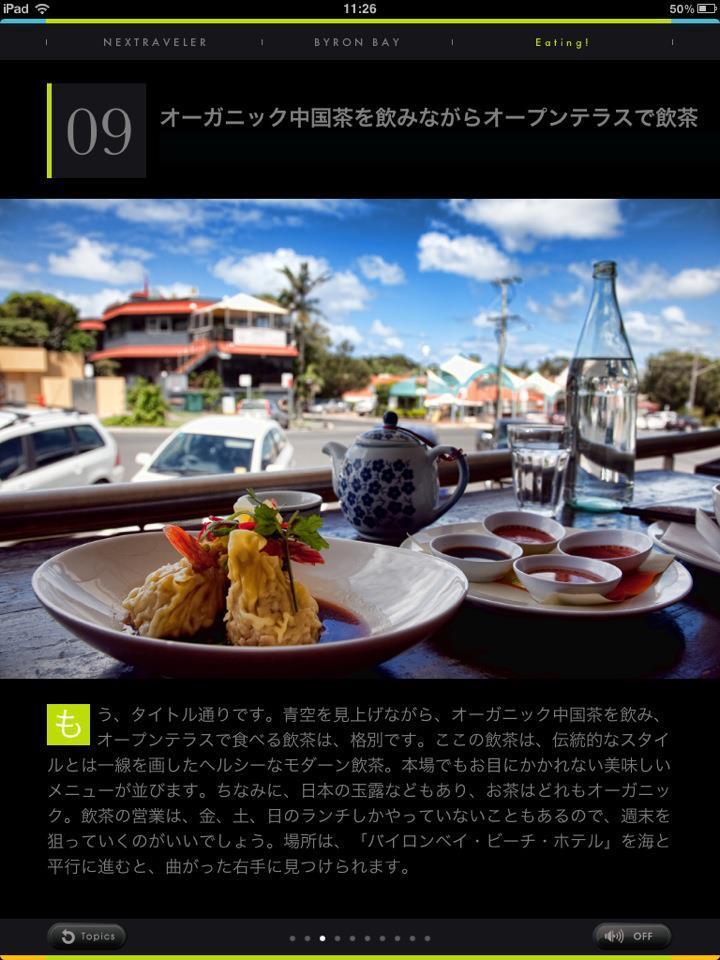 iPad 11:26 50%
NEXTRAVELER BYRON BAY Eating!
09 オーガニック中国茶を飲みながらオープンテラスで飲茶
もう、タイトル通りです。青空を見上げながら、オーガニック中国茶を飲み、
オープンテラスで食べる飲茶は、格別です。ここの飲茶は、伝統的なスタイ
ルとは一線を画したヘルシーなモダーン飲茶。本場でもお目にかかれない美味しい
メニューが並びます。ちなみに、日本の玉露などもあり、お茶はどれもオーガニッ
ク。飲茶の営業は、金、土、日のランチしかやっていないこともあるので、週末を
狙っていくのがいいでしょう。場所は、「バイロンベイ・ビーチ・ホテル』を海と
平行に進むと、曲がった右手に見つけられます。
Topics OFF